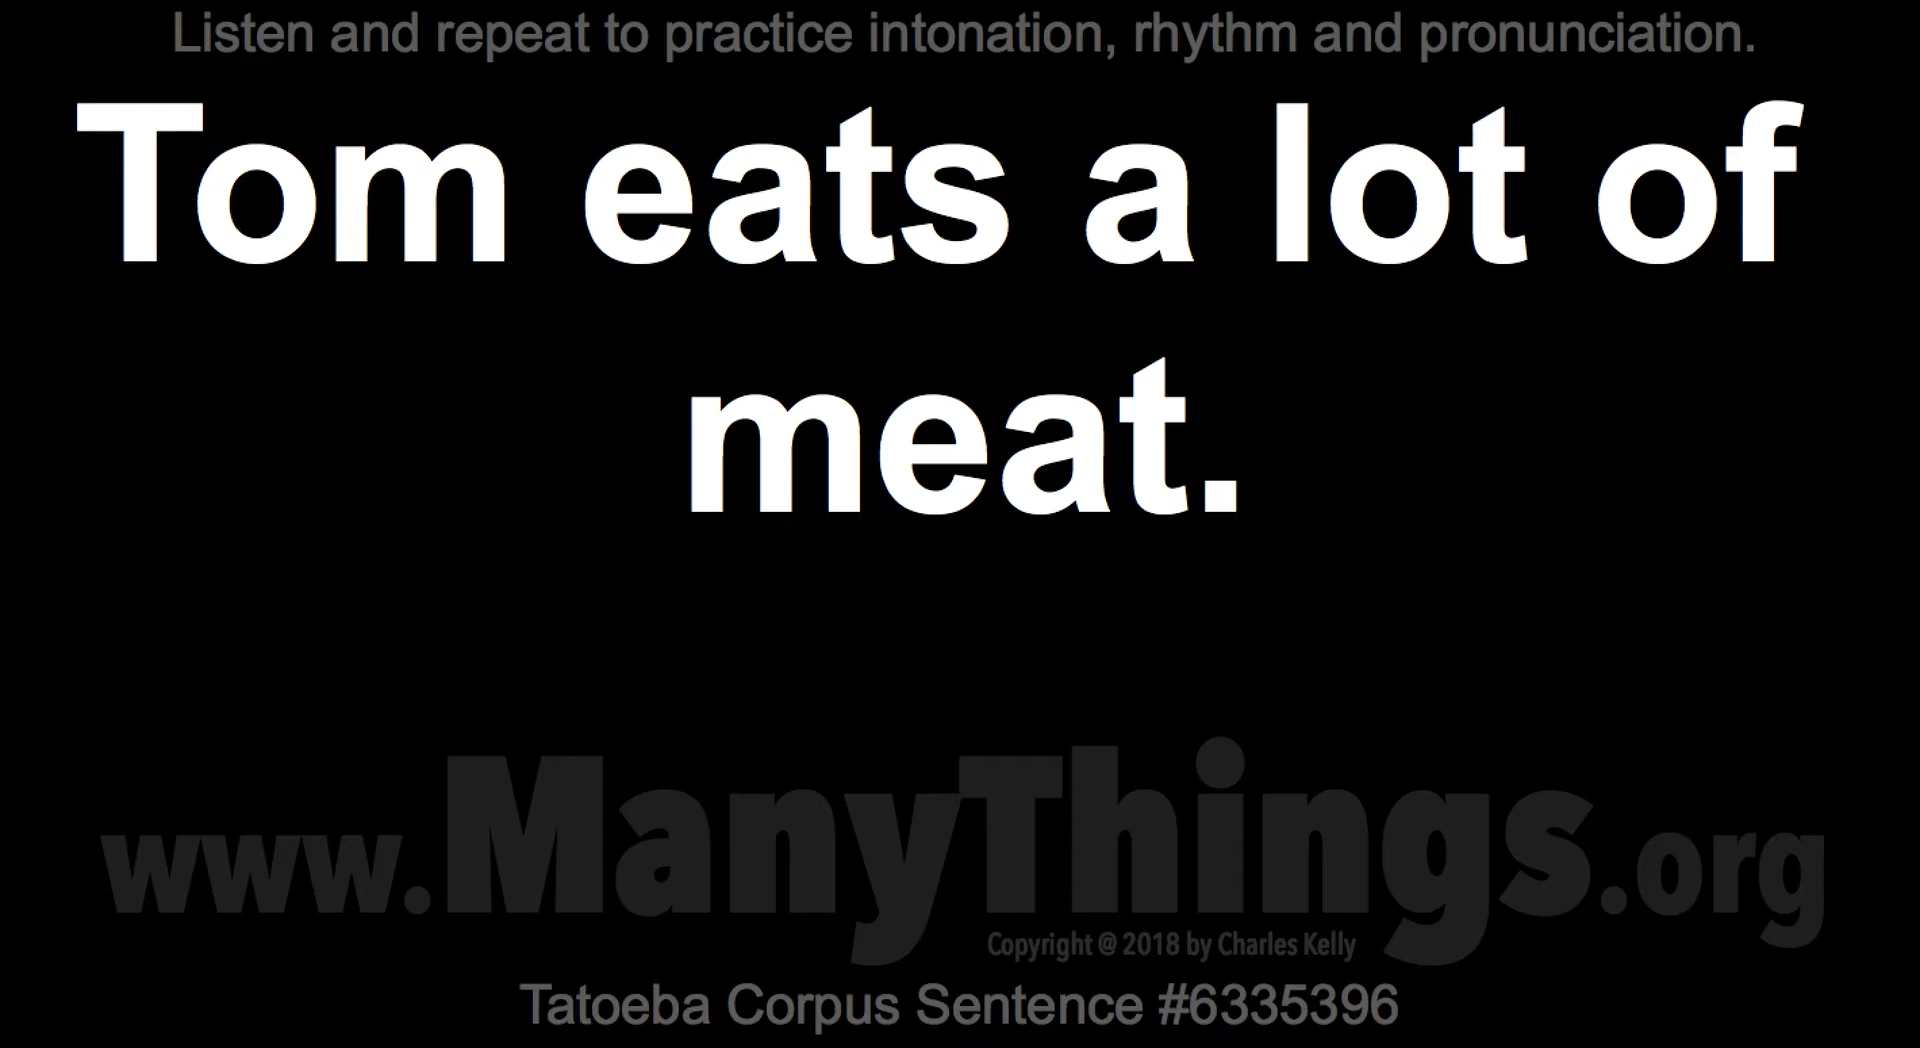 Listen and repeat to practice intonation, rhythm and pronunciation.
Tom eats a lot of
meat.
www.ManyThings.org
Copyright @ 2018 by Charles Kelly
Tatoeba Corpus Sentence #6335396